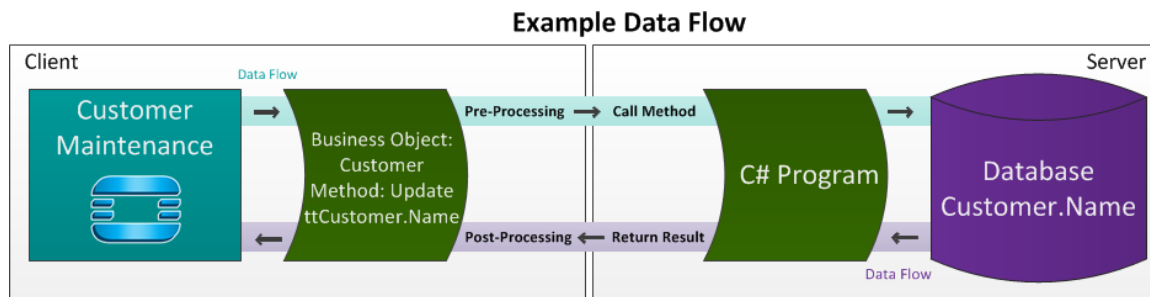 Example Data Flow
Client
Server
Data Flow
Customer
Maintenance
Business Object:
Customer
Method: Update
ttCustomer.Name
Pre-Processing
Call Method
C# Program
Database
Customer.Name
Post-Processing
Return Result
Data Flow